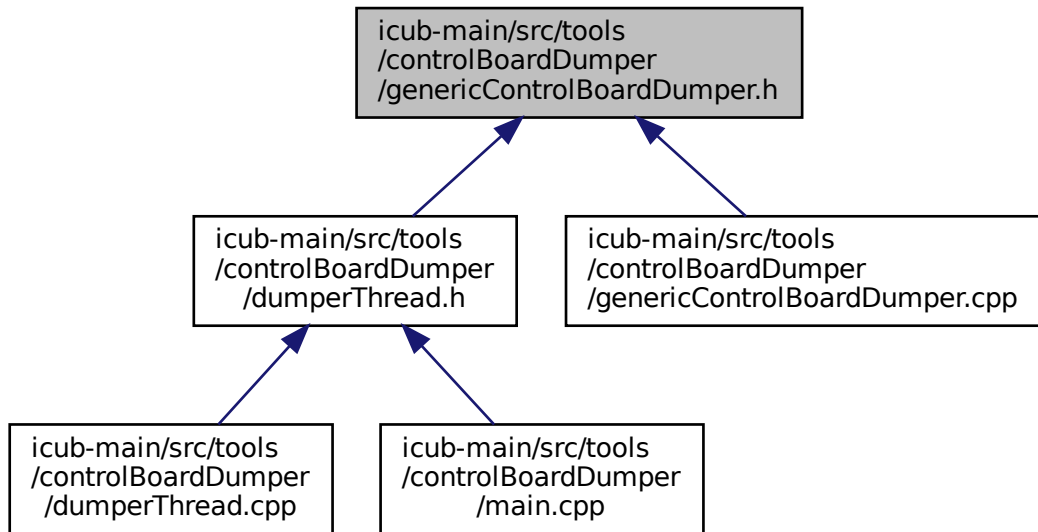 icub-main/src/tools
/controlBoardDumper
/genericControlBoardDumper.h
icub-main/src/tools
/controlBoardDumper
/dumperThread.h
icub-main/src/tools
/controlBoardDumper
/genericControlBoardDumper.cpp
icub-main/src/tools
/controlBoardDumper
/dumperThread.cpp
icub-main/src/tools
/controlBoardDumper
/main.cpp